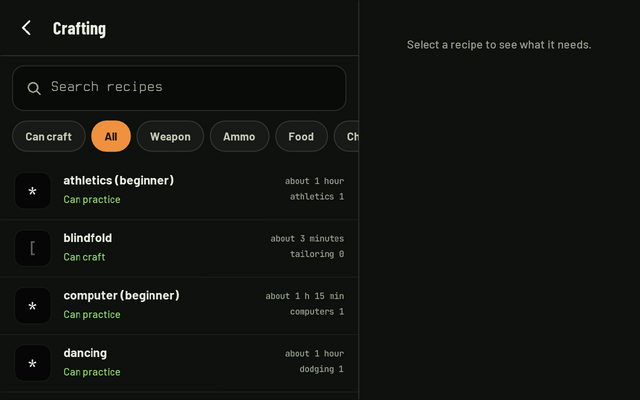 Crafting
Search recipes
Can craft
All
Weapon
Ammo
Food
Ch
athletics (beginner)
about 1 hour
Can practice
athletics 1
[
blindfold
about 3 minutes
Can craft
tailoring 0
computer (beginner)
about 1 h 15 min
Can practice
computers 1
dancing
about 1 hour
Can practice
dodging 1
*
*
*
Select a recipe to see what it needs.